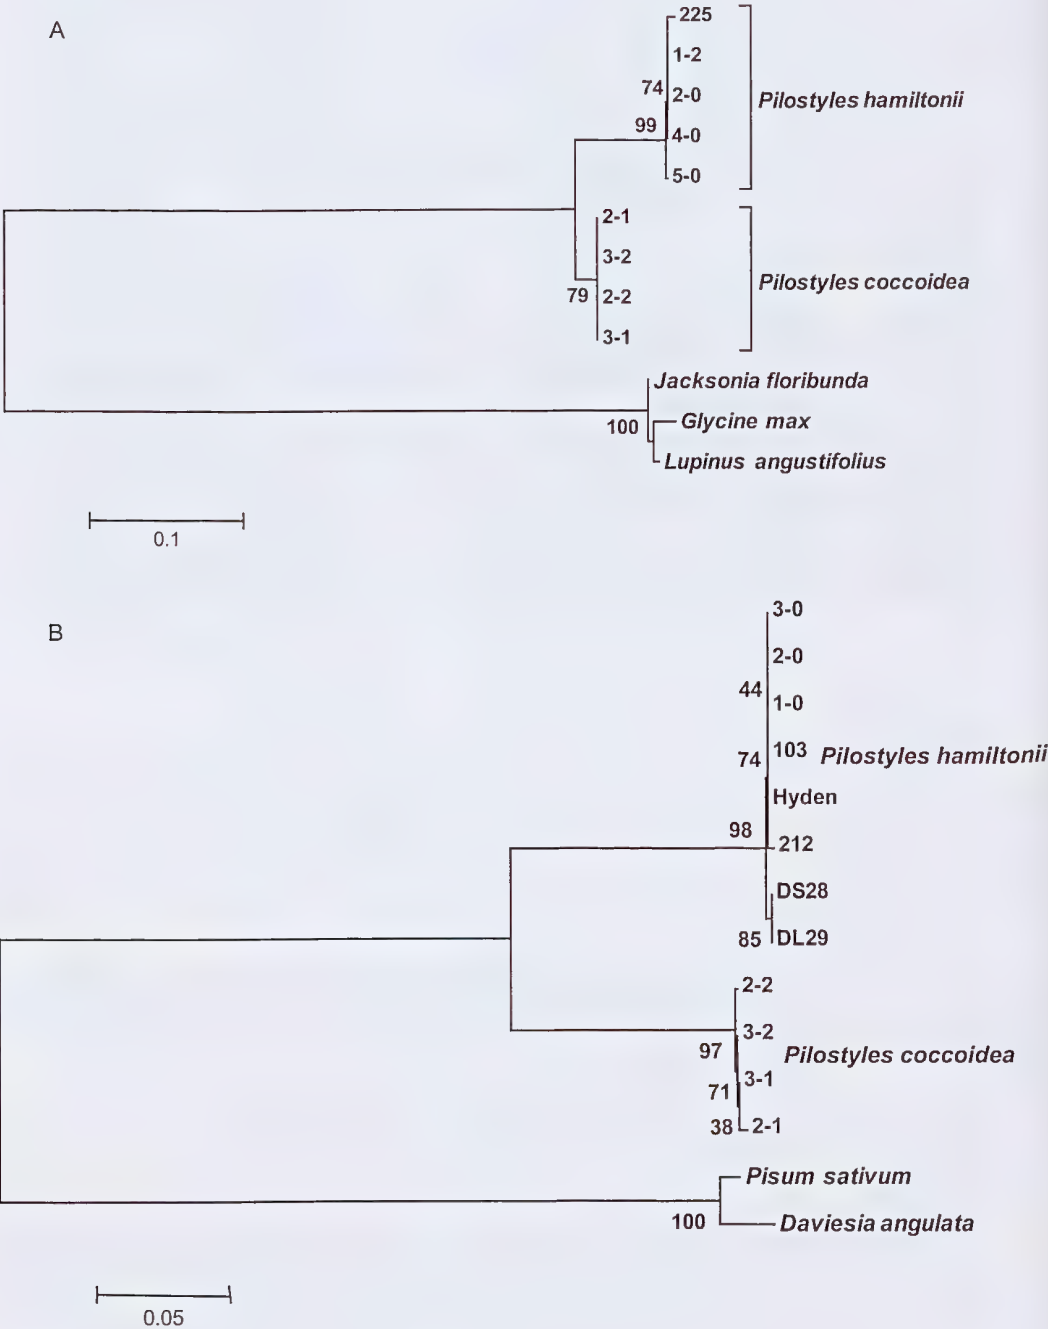 A
225
1-2
74
2-0
Pilostyles hamiltonii
99
4-0
5-0
2-1
3-2
Pilostyles coccoidea
79
2-2
3-1
Jacksonia floribunda
100
Glycine max
Lupinus angustifolius
0.1
B
3-0
2-0
44
1-0
74
103
Pilostyles hamiltonii
Hyden
98
212
DS28
85
DL29
2-2
3-2
97
Pilostyles coccoidea
3-1
71
38
2-1
Pisum sativum
100
Daviesia angulata
0.05